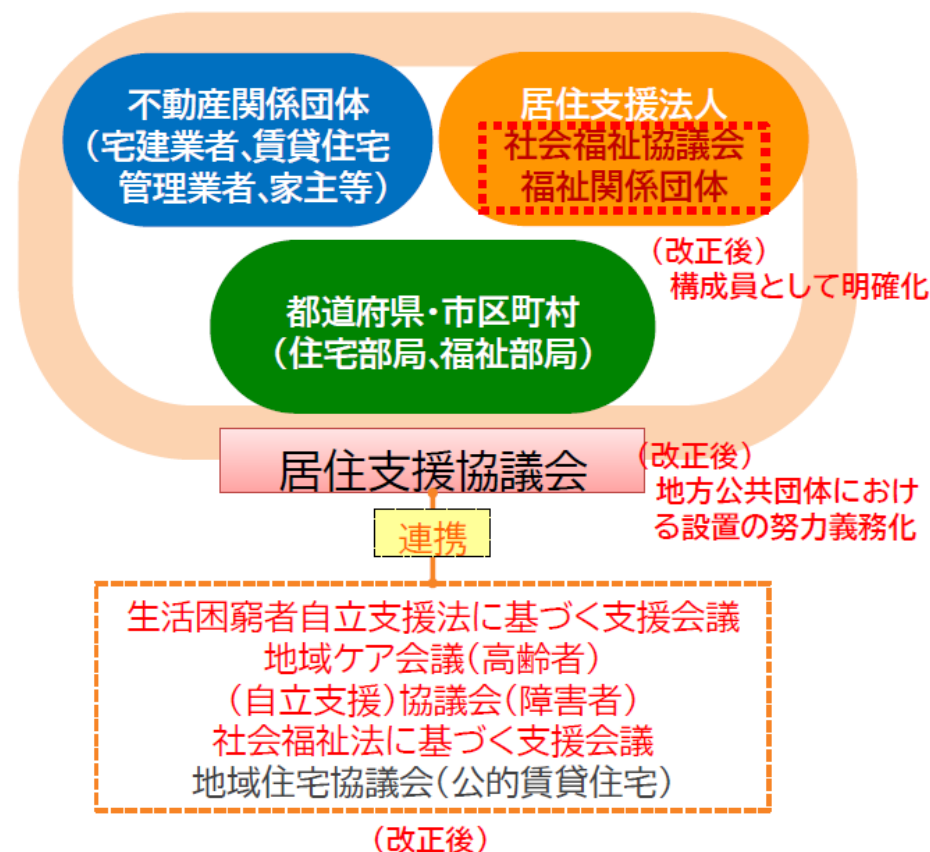 不動産関係団体
(宅建業者、賃貸住宅
管理業者、家主等)
居住支援法人
社会福祉協議会
福祉関係団体
(改正後)
構成員として明確化
都道府県・市区町村
(住宅部局、福祉部局)
居住支援協議会
(改正後)
地方公共団体におけ
る設置の努力義務化
連携
生活困窮者自立支援法に基づく支援会議
地域ケア会議(高齢者)
(自立支援)協議会(障害者)
社会福祉法に基づく支援会議
地域住宅協議会(公的賃貸住宅)
(改正後)